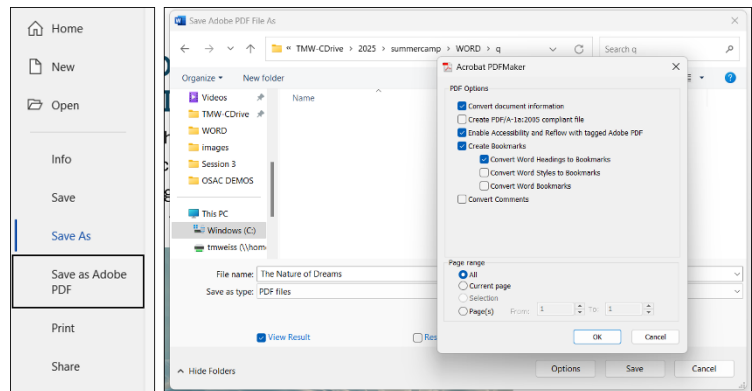 Home
New
Open
Info
Save
Save As
Save as Adobe
PDF
Print
Share
Save Adobe PDF File As
« TMW-CDrive > 2025 > summercamp > WORD > q
Search q
Organize
New folder
Videos
TMW-CDrive
WORD
images
Session 3
OSAC DEMOS
This PC
Windows (C:)
tmweiss (\\hom
Name
File name: The Nature of Dreams
Save as type: PDF files
View Result
Res
Hide Folders
Options
Save
Cancel
Acrobat PDFMaker
PDF Options
Convert document information
Create PDF/A-1a:2005 compliant file
Enable Accessibility and Reflow with tagged Adobe PDF
Create Bookmarks
Convert Word Headings to Bookmarks
Convert Word Styles to Bookmarks
Convert Word Bookmarks
Convert Comments
Page range
All
Current page
Selection
Page(s) From: 1 To: 1
OK
Cancel